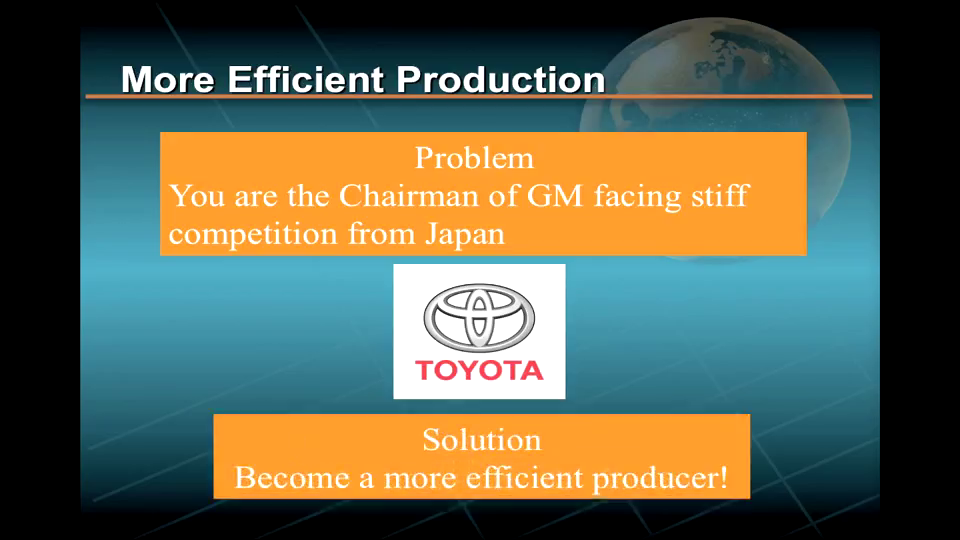 More Efficient Production
Problem
You are the Chairman of GM facing stiff
competition from Japan
TOYOTA
Solution
Become a more efficient producer!